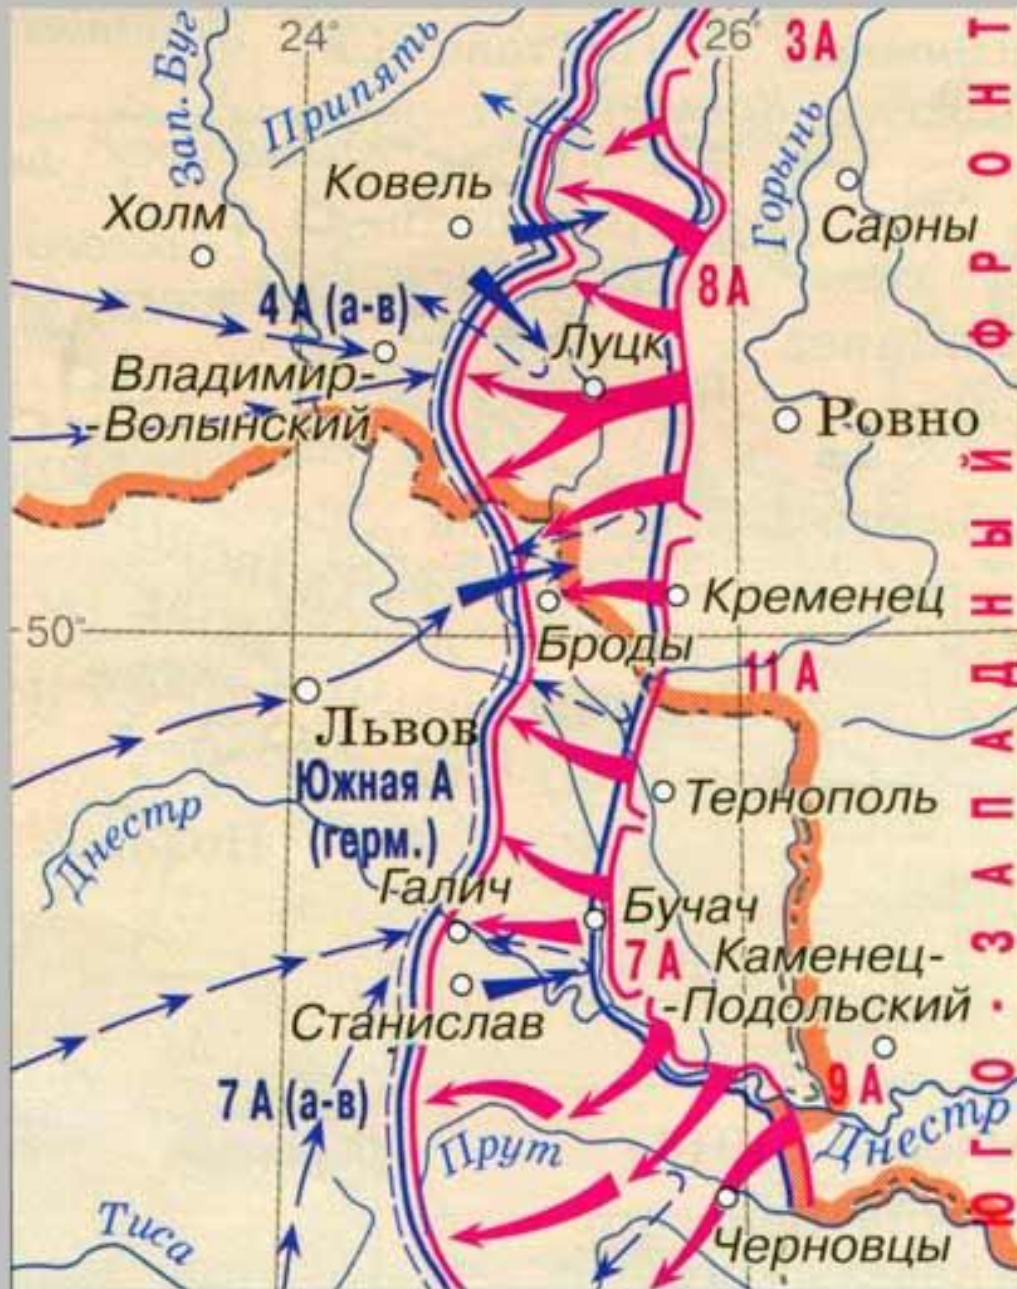 24°
26°
3 А
Зап. Буг
Припять
Горынь
Ковель
Холм
Сарны
8 А
4 А (а-в)
Луцк
Владимир-
-Волынский
Ровно
Кременец
50°
Броды
11 А
Львов
Южная А
(герм.)
Тернополь
Днестр
Галич
Бучач
7 А
Каменец-
-Подольский
Станислав
9 А
7 А (а-в)
Прут
Днестр
Тиса
Черновцы
ЮГО-ЗАПАДНЫЙ ФРОНТ